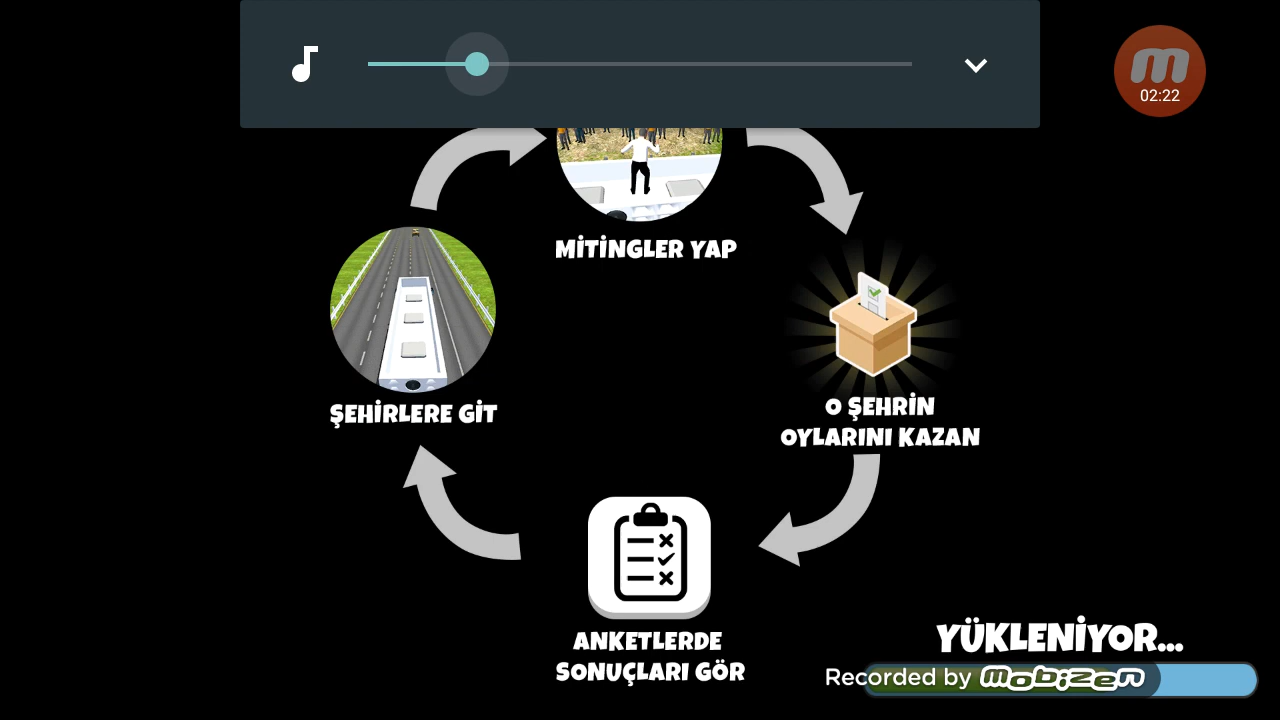 02:22
MİTİNGLER YAP
ŞEHİRLERE GİT
O ŞEHRİN
OYLARINI KAZAN
ANKETLERDE
SONUÇLARI GÖR
YÜKLENİYOR...
Recorded by mobizen